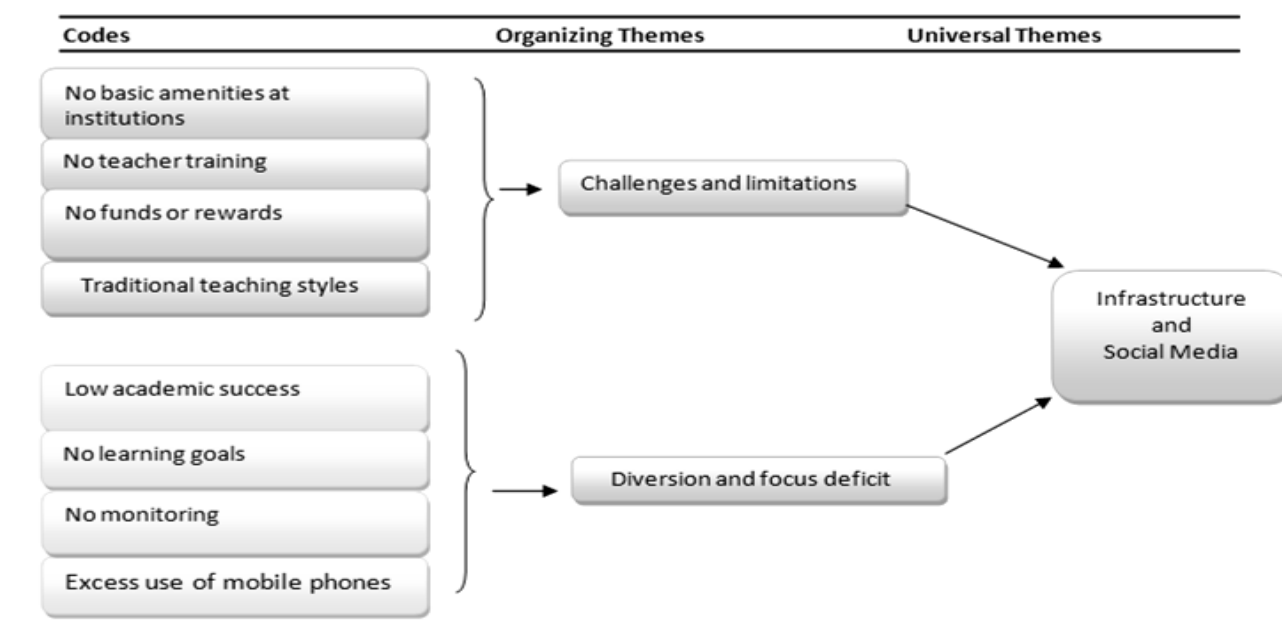 Codes Organizing Themes Universal Themes
No basic amenities at
institutions
No teacher training
No funds or rewards
Traditional teaching styles
Challenges and limitations
Low academic success
No learning goals
No monitoring
Excess use of mobile phones
Diversion and focus deficit
Infrastructure
and
Social Media